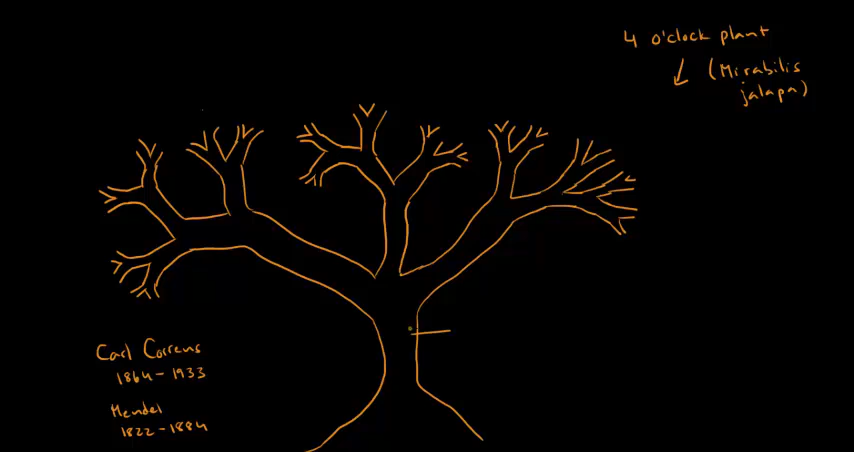 4 o'clock plant
(Mirabilis
jalapa)
Carl Correns
1864-1933
Mendel
1822-1884